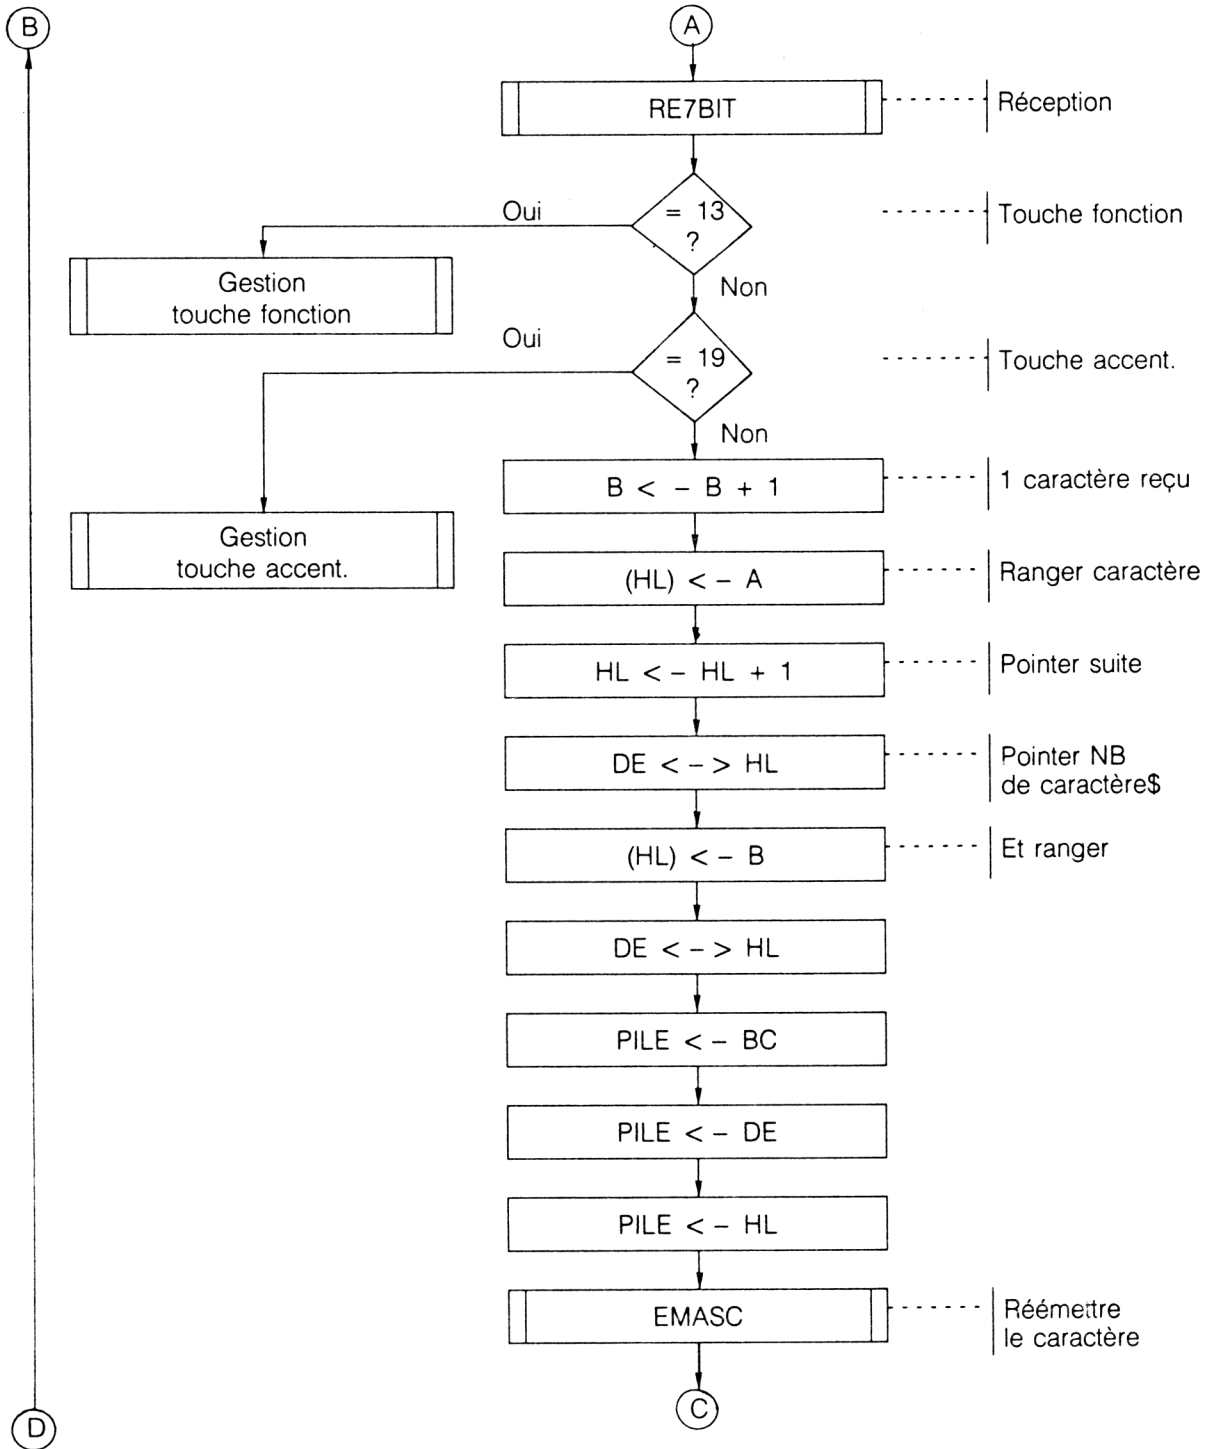 B
A
RE7BIT
Réception
= 13
?
Oui
Touche fonction
Gestion
touche fonction
Non
Oui
= 19
?
Touche accent.
Non
B < – B + 1
1 caractère reçu
Gestion
touche accent.
(HL) < – A
Ranger caractère
HL < – HL + 1
Pointer suite
DE < – > HL
Pointer NB
de caractère$
(HL) < – B
Et ranger
DE < – > HL
PILE < – BC
PILE < – DE
PILE < – HL
EMASC
Réémettre
le caractère
C
D